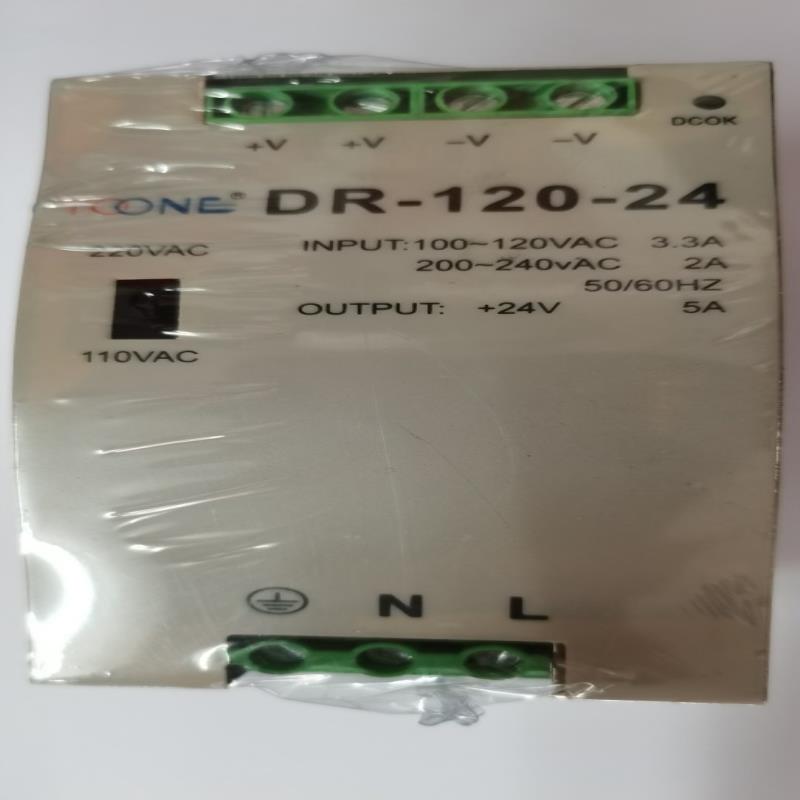 +V +V –V –V
DCOK
DR-120-24
220VAC
INPUT:100~120VAC 3.3A
200~240vAC 2A
50/60HZ
OUTPUT: +24V 5A
110VAC
N L